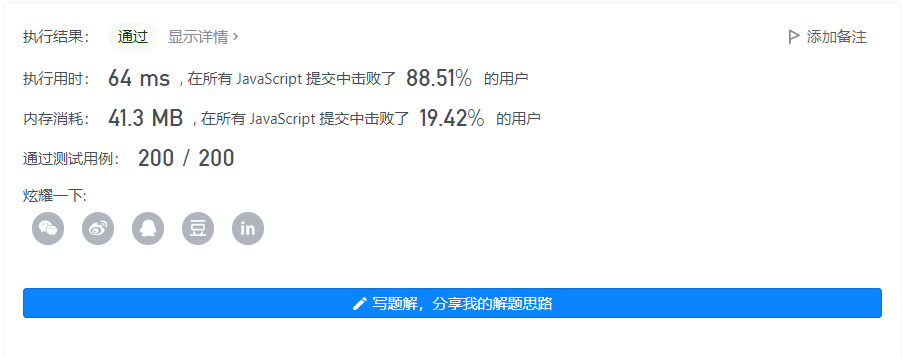 执行结果： 通过 显示详情 › 添加备注
执行用时： 64 ms ，在所有 JavaScript 提交中击败了 88.51% 的用户
内存消耗： 41.3 MB ，在所有 JavaScript 提交中击败了 19.42% 的用户
通过测试用例： 200 / 200
炫耀一下:
豆 in
写题解，分享我的解题思路